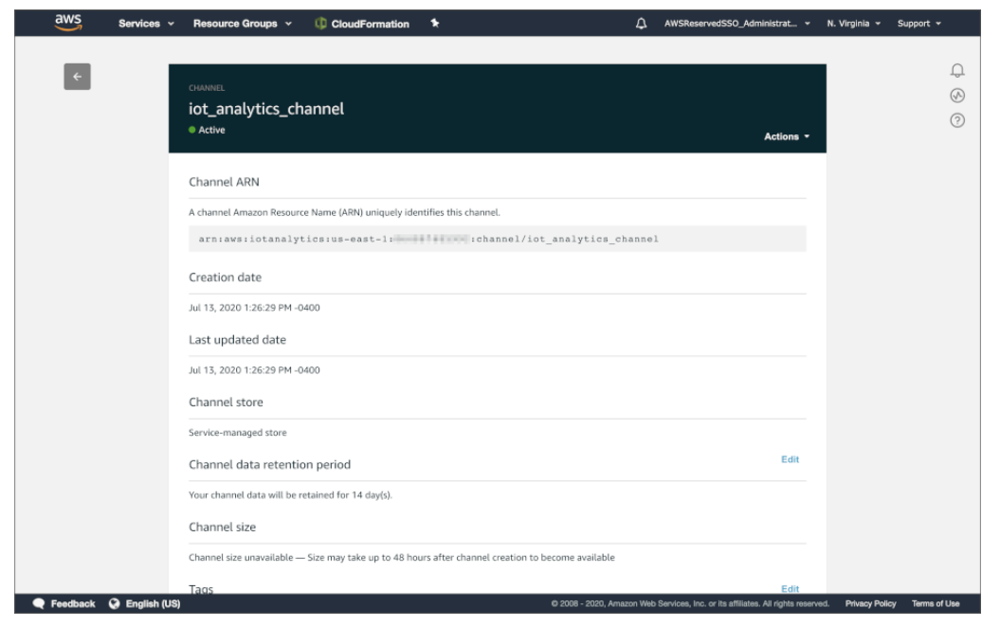 aws Services Resource Groups CloudFormation AWSReservedSSO_Administrat... N. Virginia Support
CHANNEL
iot_analytics_channel
Active
Actions
Channel ARN
A channel Amazon Resource Name (ARN) uniquely identifies this channel.
arn:aws:iotanalytics:us-east-1: :channel/iot_analytics_channel
Creation date
Jul 13, 2020 1:26:29 PM -0400
Last updated date
Jul 13, 2020 1:26:29 PM -0400
Channel store
Service-managed store
Channel data retention period Edit
Your channel data will be retained for 14 day(s).
Channel size
Channel size unavailable — Size may take up to 48 hours after channel creation to become available
Tags Edit
Feedback English (US) © 2008 - 2020, Amazon Web Services, Inc. or its affiliates. All rights reserved. Privacy Policy Terms of Use